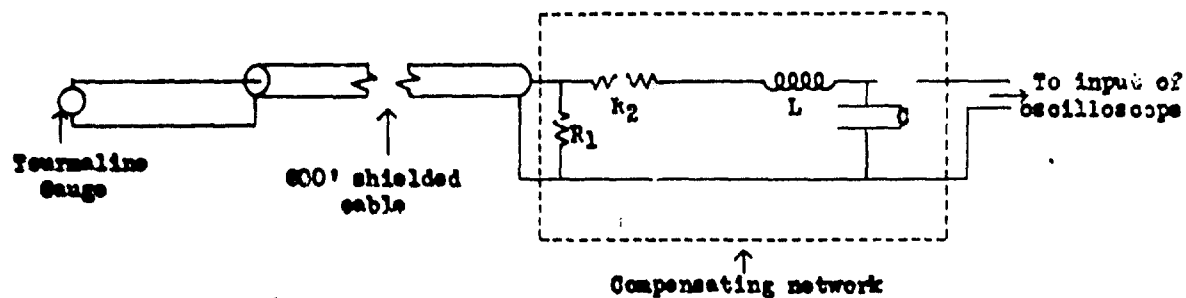 To input of
oscilloscope
R2
L
C
R1
Tourmaline
Gauge
600' shielded
cable
Compensating network